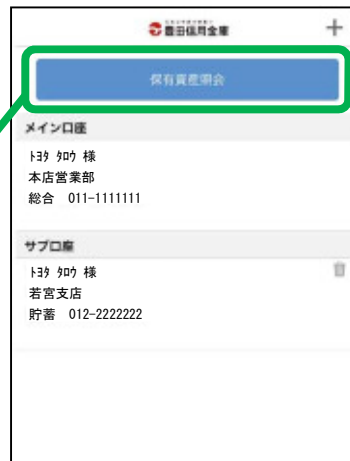 豊田信用金庫
保有資産照会
メイン口座
ﾄﾖﾀ ﾀﾛｳ 様
本店営業部
総合 011-1111111
サブ口座
ﾄﾖﾀ ﾀﾛｳ 様
若宮支店
貯蓄 012-2222222